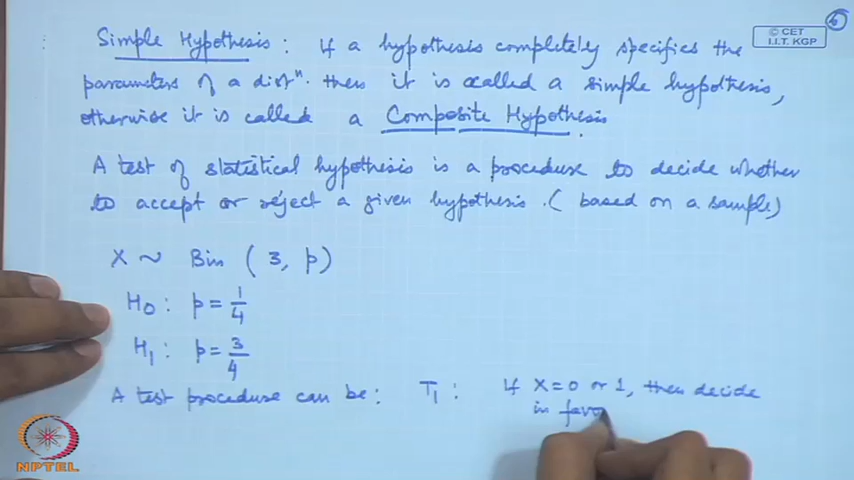 6
© CET
I.I.T. KGP
Simple Hypothesis : If a hypothesis completely specifies the
parameters of a distⁿ. then it is called a simple hypothesis,
otherwise it is called a Composite Hypothesis.
A test of statistical hypothesis is a procedure to decide whether
to accept or reject a given hypothesis. ( based on a sample)
X ~ Bin ( 3, p)
H₀ : p = 1/4
H₁ : p = 3/4
A test procedure can be : T₁ : If X = 0 or 1, then decide
in favo
NPTEL